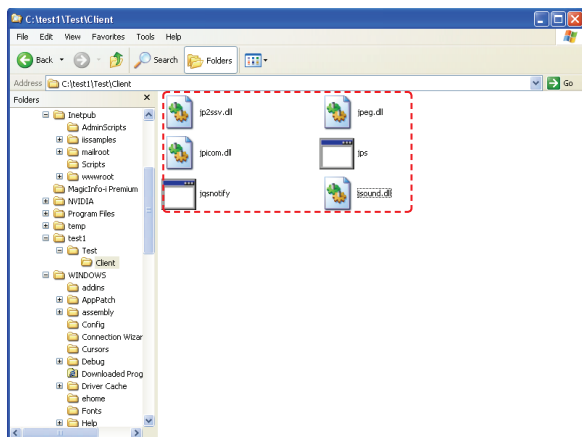 C:\test1\Test\Client
File Edit View Favorites Tools Help
Back Search Folders
Address C:\test1\Test\Client Go
Folders
Inetpub
AdminScripts
iissamples
mailroot
Scripts
wwwroot
MagicInfo-i Premium
NVIDIA
Program Files
temp
test1
Test
Client
WINDOWS
addins
AppPatch
assembly
Config
Connection Wizar
Cursors
Debug
Downloaded Prog
Driver Cache
ehome
Fonts
Help
jp2ssv.dll jpeg.dll
jpicom.dll jps
jqsnotify jsound.dll